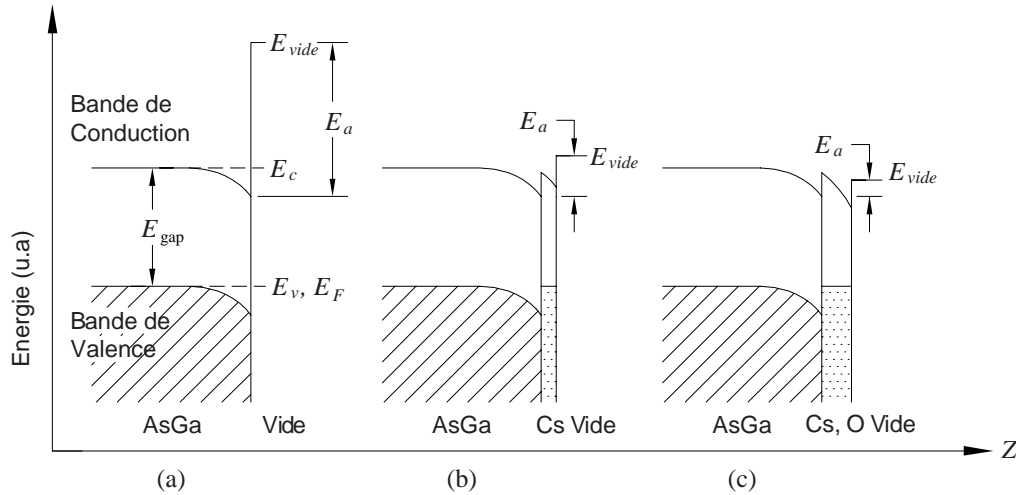 Energie (u.a)
Bande de
Conduction
E_vide
E_a
E_c
E_gap
E_v, E_F
Bande de
Valence
AsGa
Vide
(a)
E_a
E_vide
AsGa
Cs Vide
(b)
E_a
E_vide
AsGa
Cs, O Vide
(c)
Z